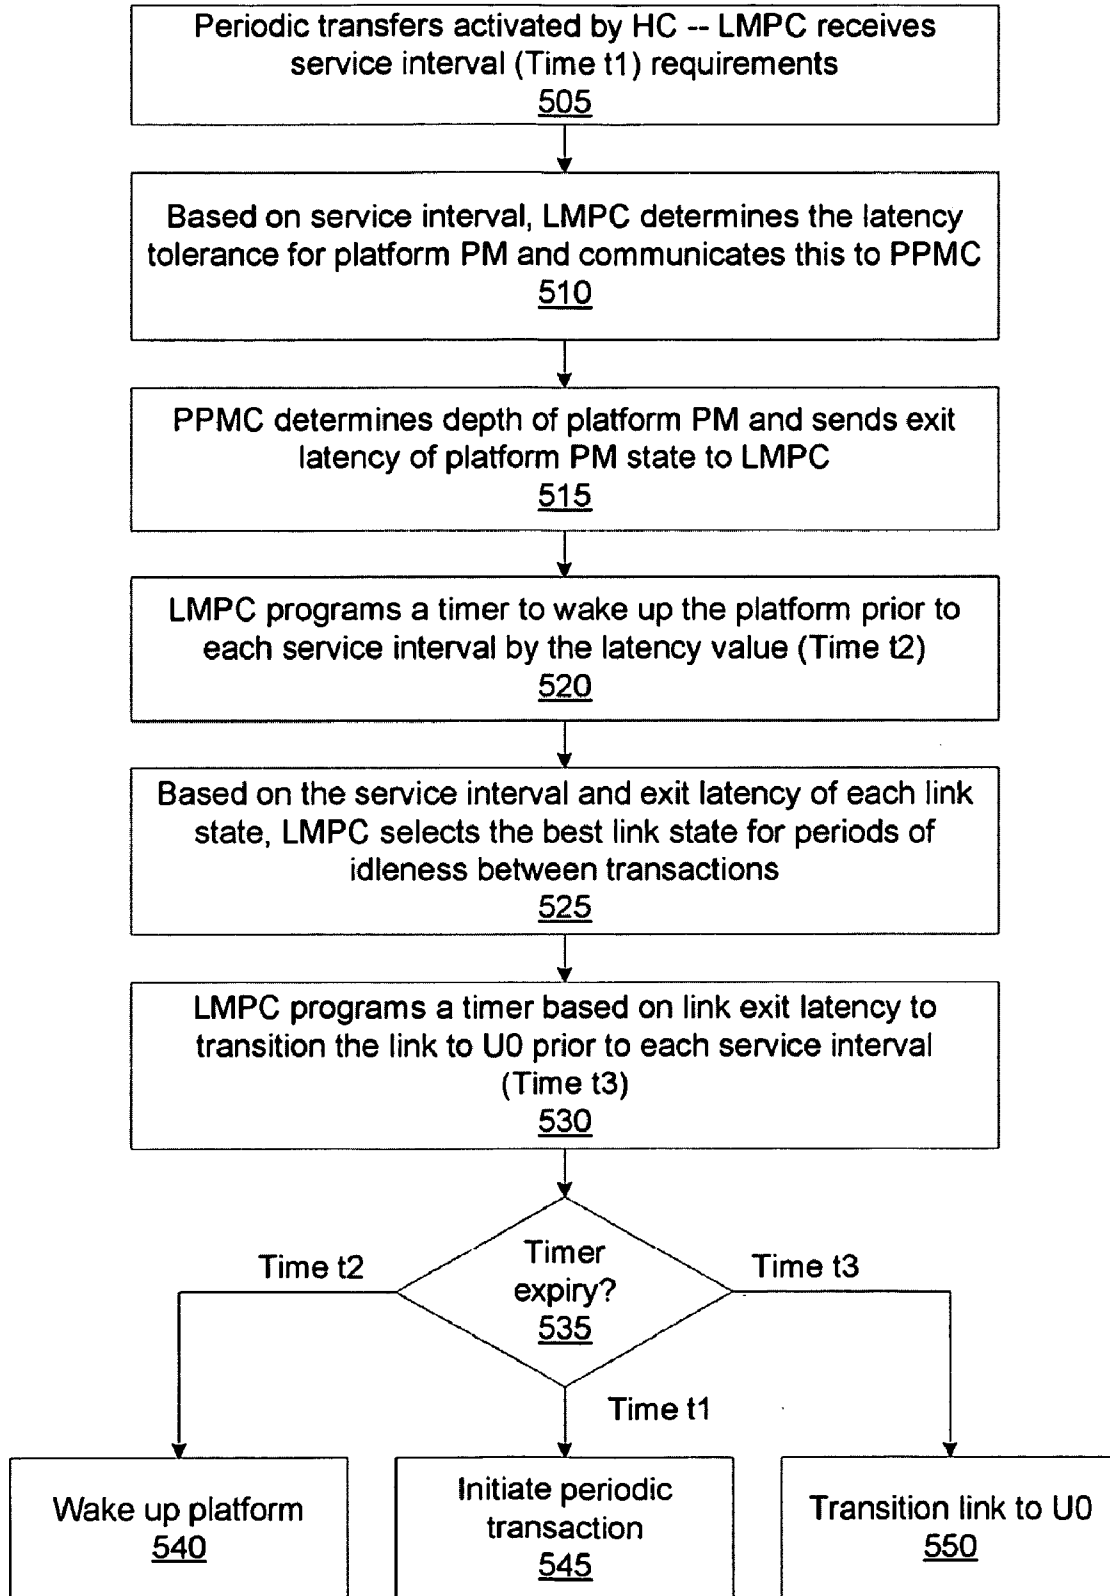 Periodic transfers activated by HC -- LMPC receives
service interval (Time t1) requirements
505
Based on service interval, LMPC determines the latency
tolerance for platform PM and communicates this to PPMC
510
PPMC determines depth of platform PM and sends exit
latency of platform PM state to LMPC
515
LMPC programs a timer to wake up the platform prior to
each service interval by the latency value (Time t2)
520
Based on the service interval and exit latency of each link
state, LMPC selects the best link state for periods of
idleness between transactions
525
LMPC programs a timer based on link exit latency to
transition the link to U0 prior to each service interval
(Time t3)
530
Timer
expiry?
535
Time t2
Time t3
Time t1
Wake up platform
540
Initiate periodic
transaction
545
Transition link to U0
550